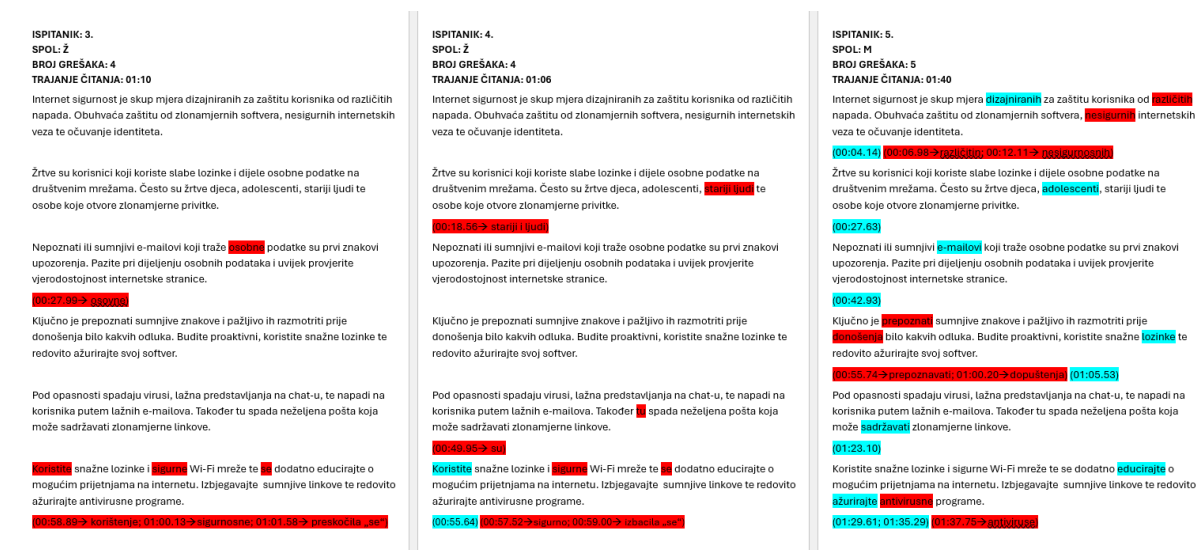 ISPITANIK: 3.
SPOL: Ž
BROJ GREŠAKA: 4
TRAJANJE ČITANJA: 01:10
Internet sigurnost je skup mjera dizajniranih za zaštitu korisnika od različitih
napada. Obuhvaća zaštitu od zlonamjernih softvera, nesigurnih internetskih
veza te očuvanje identiteta.
Žrtve su korisnici koji koriste slabe lozinke i dijele osobne podatke na
društvenim mrežama. Često su žrtve djeca, adolescenti, stariji ljudi te
osobe koje otvore zlonamjerne privitke.
Nepoznati ili sumnjivi e-mailovi koji traže osobne podatke su prvi znakovi
upozorenja. Pazite pri dijeljenju osobnih podataka i uvijek provjerite
vjerodostojnost internetske stranice.
(00:27.99→ osovne)
Ključno je prepoznati sumnjive znakove i pažljivo ih razmotriti prije
donošenja bilo kakvih odluka. Budite proaktivni, koristite snažne lozinke te
redovito ažurirajte svoj softver.
Pod opasnosti spadaju virusi, lažna predstavljanja na chat-u, te napadi na
korisnika putem lažnih e-mailova. Također tu spada neželjena pošta koja
može sadržavati zlonamjerne linkove.
Koristite snažne lozinke i sigurne Wi-Fi mreže te se dodatno educirajte o
mogućim prijetnjama na internetu. Izbjegavajte  sumnjive linkove te redovito
ažurirajte antivirusne programe.
(00:58.89→ korištenje; 01:00.13→sigurnosne; 01:01.58→ preskočila „se“)
ISPITANIK: 4.
SPOL: Ž
BROJ GREŠAKA: 4
TRAJANJE ČITANJA: 01:06
Internet sigurnost je skup mjera dizajniranih za zaštitu korisnika od različitih
napada. Obuhvaća zaštitu od zlonamjernih softvera, nesigurnih internetskih
veza te očuvanje identiteta.
Žrtve su korisnici koji koriste slabe lozinke i dijele osobne podatke na
društvenim mrežama. Često su žrtve djeca, adolescenti, stariji ljudi te
osobe koje otvore zlonamjerne privitke.
(00:18.56→ stariji i ljudi)
Nepoznati ili sumnjivi e-mailovi koji traže osobne podatke su prvi znakovi
upozorenja. Pazite pri dijeljenju osobnih podataka i uvijek provjerite
vjerodostojnost internetske stranice.
Ključno je prepoznati sumnjive znakove i pažljivo ih razmotriti prije
donošenja bilo kakvih odluka. Budite proaktivni, koristite snažne lozinke te
redovito ažurirajte svoj softver.
Pod opasnosti spadaju virusi, lažna predstavljanja na chat-u, te napadi na
korisnika putem lažnih e-mailova. Također tu spada neželjena pošta koja
može sadržavati zlonamjerne linkove.
(00:49.95→ su)
Koristite snažne lozinke i sigurne Wi-Fi mreže te se dodatno educirajte o
mogućim prijetnjama na internetu. Izbjegavajte  sumnjive linkove te redovito
ažurirajte antivirusne programe.
(00:55.64) (00:57.52→sigurno; 00:59.00→ izbacila „se“)
ISPITANIK: 5.
SPOL: M
BROJ GREŠAKA: 5
TRAJANJE ČITANJA: 01:40
Internet sigurnost je skup mjera dizajniranih za zaštitu korisnika od različitih
napada. Obuhvaća zaštitu od zlonamjernih softvera, nesigurnih internetskih
veza te očuvanje identiteta.
(00:04.14) (00:06.98→različitin; 00:12.11→ nesigurnosnih)
Žrtve su korisnici koji koriste slabe lozinke i dijele osobne podatke na
društvenim mrežama. Često su žrtve djeca, adolescenti, stariji ljudi te
osobe koje otvore zlonamjerne privitke.
(00:27.63)
Nepoznati ili sumnjivi e-mailovi koji traže osobne podatke su prvi znakovi
upozorenja. Pazite pri dijeljenju osobnih podataka i uvijek provjerite
vjerodostojnost internetske stranice.
(00:42.93)
Ključno je prepoznati sumnjive znakove i pažljivo ih razmotriti prije
donošenja bilo kakvih odluka. Budite proaktivni, koristite snažne lozinke te
redovito ažurirajte svoj softver.
(00:55.74→prepoznavati; 01:00.20→dopuštenja) (01:05.53)
Pod opasnosti spadaju virusi, lažna predstavljanja na chat-u, te napadi na
korisnika putem lažnih e-mailova. Također tu spada neželjena pošta koja
može sadržavati zlonamjerne linkove.
(01:23.10)
Koristite snažne lozinke i sigurne Wi-Fi mreže te se dodatno educirajte o
mogućim prijetnjama na internetu. Izbjegavajte  sumnjive linkove te redovito
ažurirajte antivirusne programe.
(01:29.61; 01:35.29) (01:37.75→antiviruse)